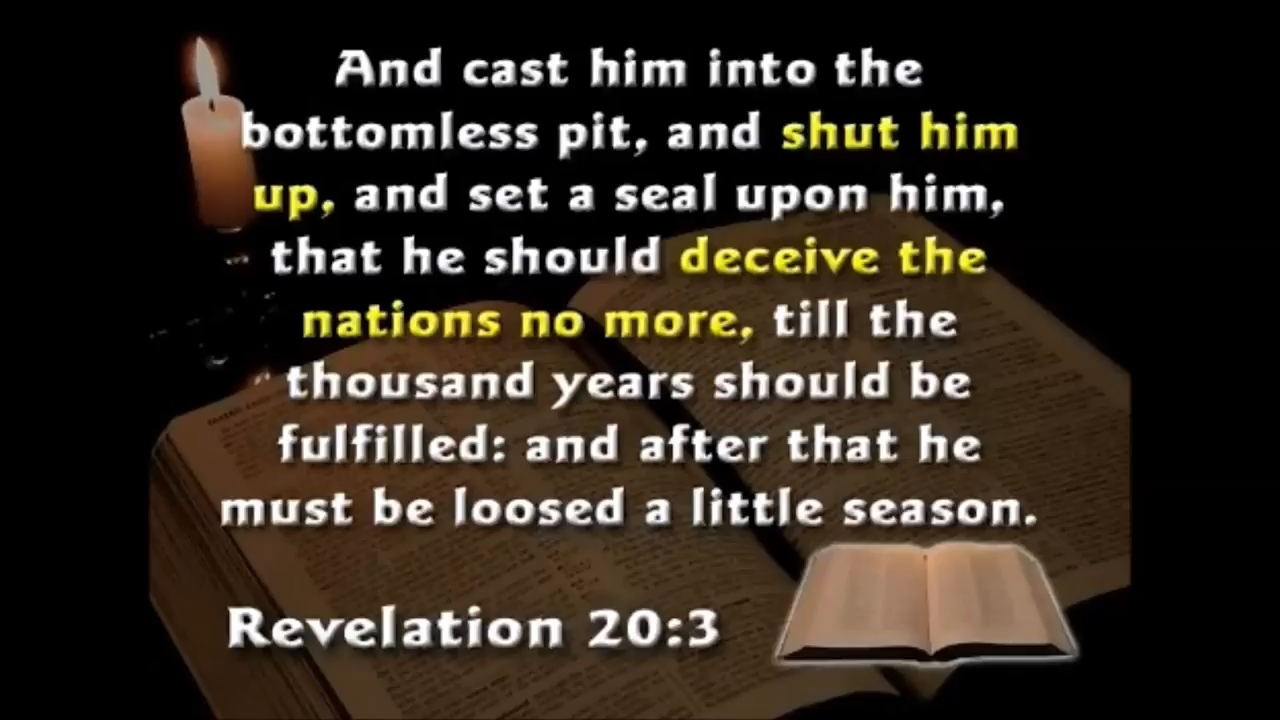 And cast him into the
bottomless pit, and shut him
up, and set a seal upon him,
that he should deceive the
nations no more, till the
thousand years should be
fulfilled: and after that he
must be loosed a little season.
Revelation 20:3